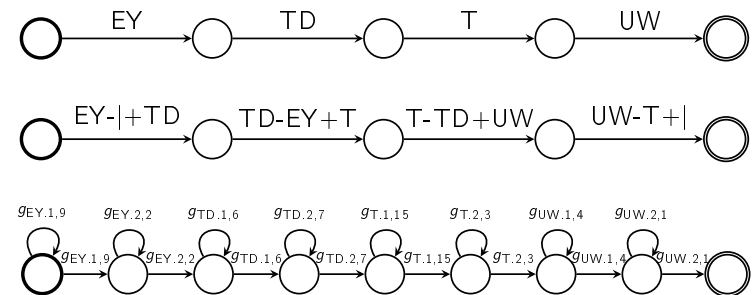 EY TD T UW
EY-|+TD TD-EY+T T-TD+UW UW-T+|
gEY.1,9 gEY.2,2 gTD.1,6 gTD.2,7 gT.1,15 gT.2,3 gUW.1,4 gUW.2,1
gEY.1,9 gEY.2,2 gTD.1,6 gTD.2,7 gT.1,15 gT.2,3 gUW.1,4 gUW.2,1